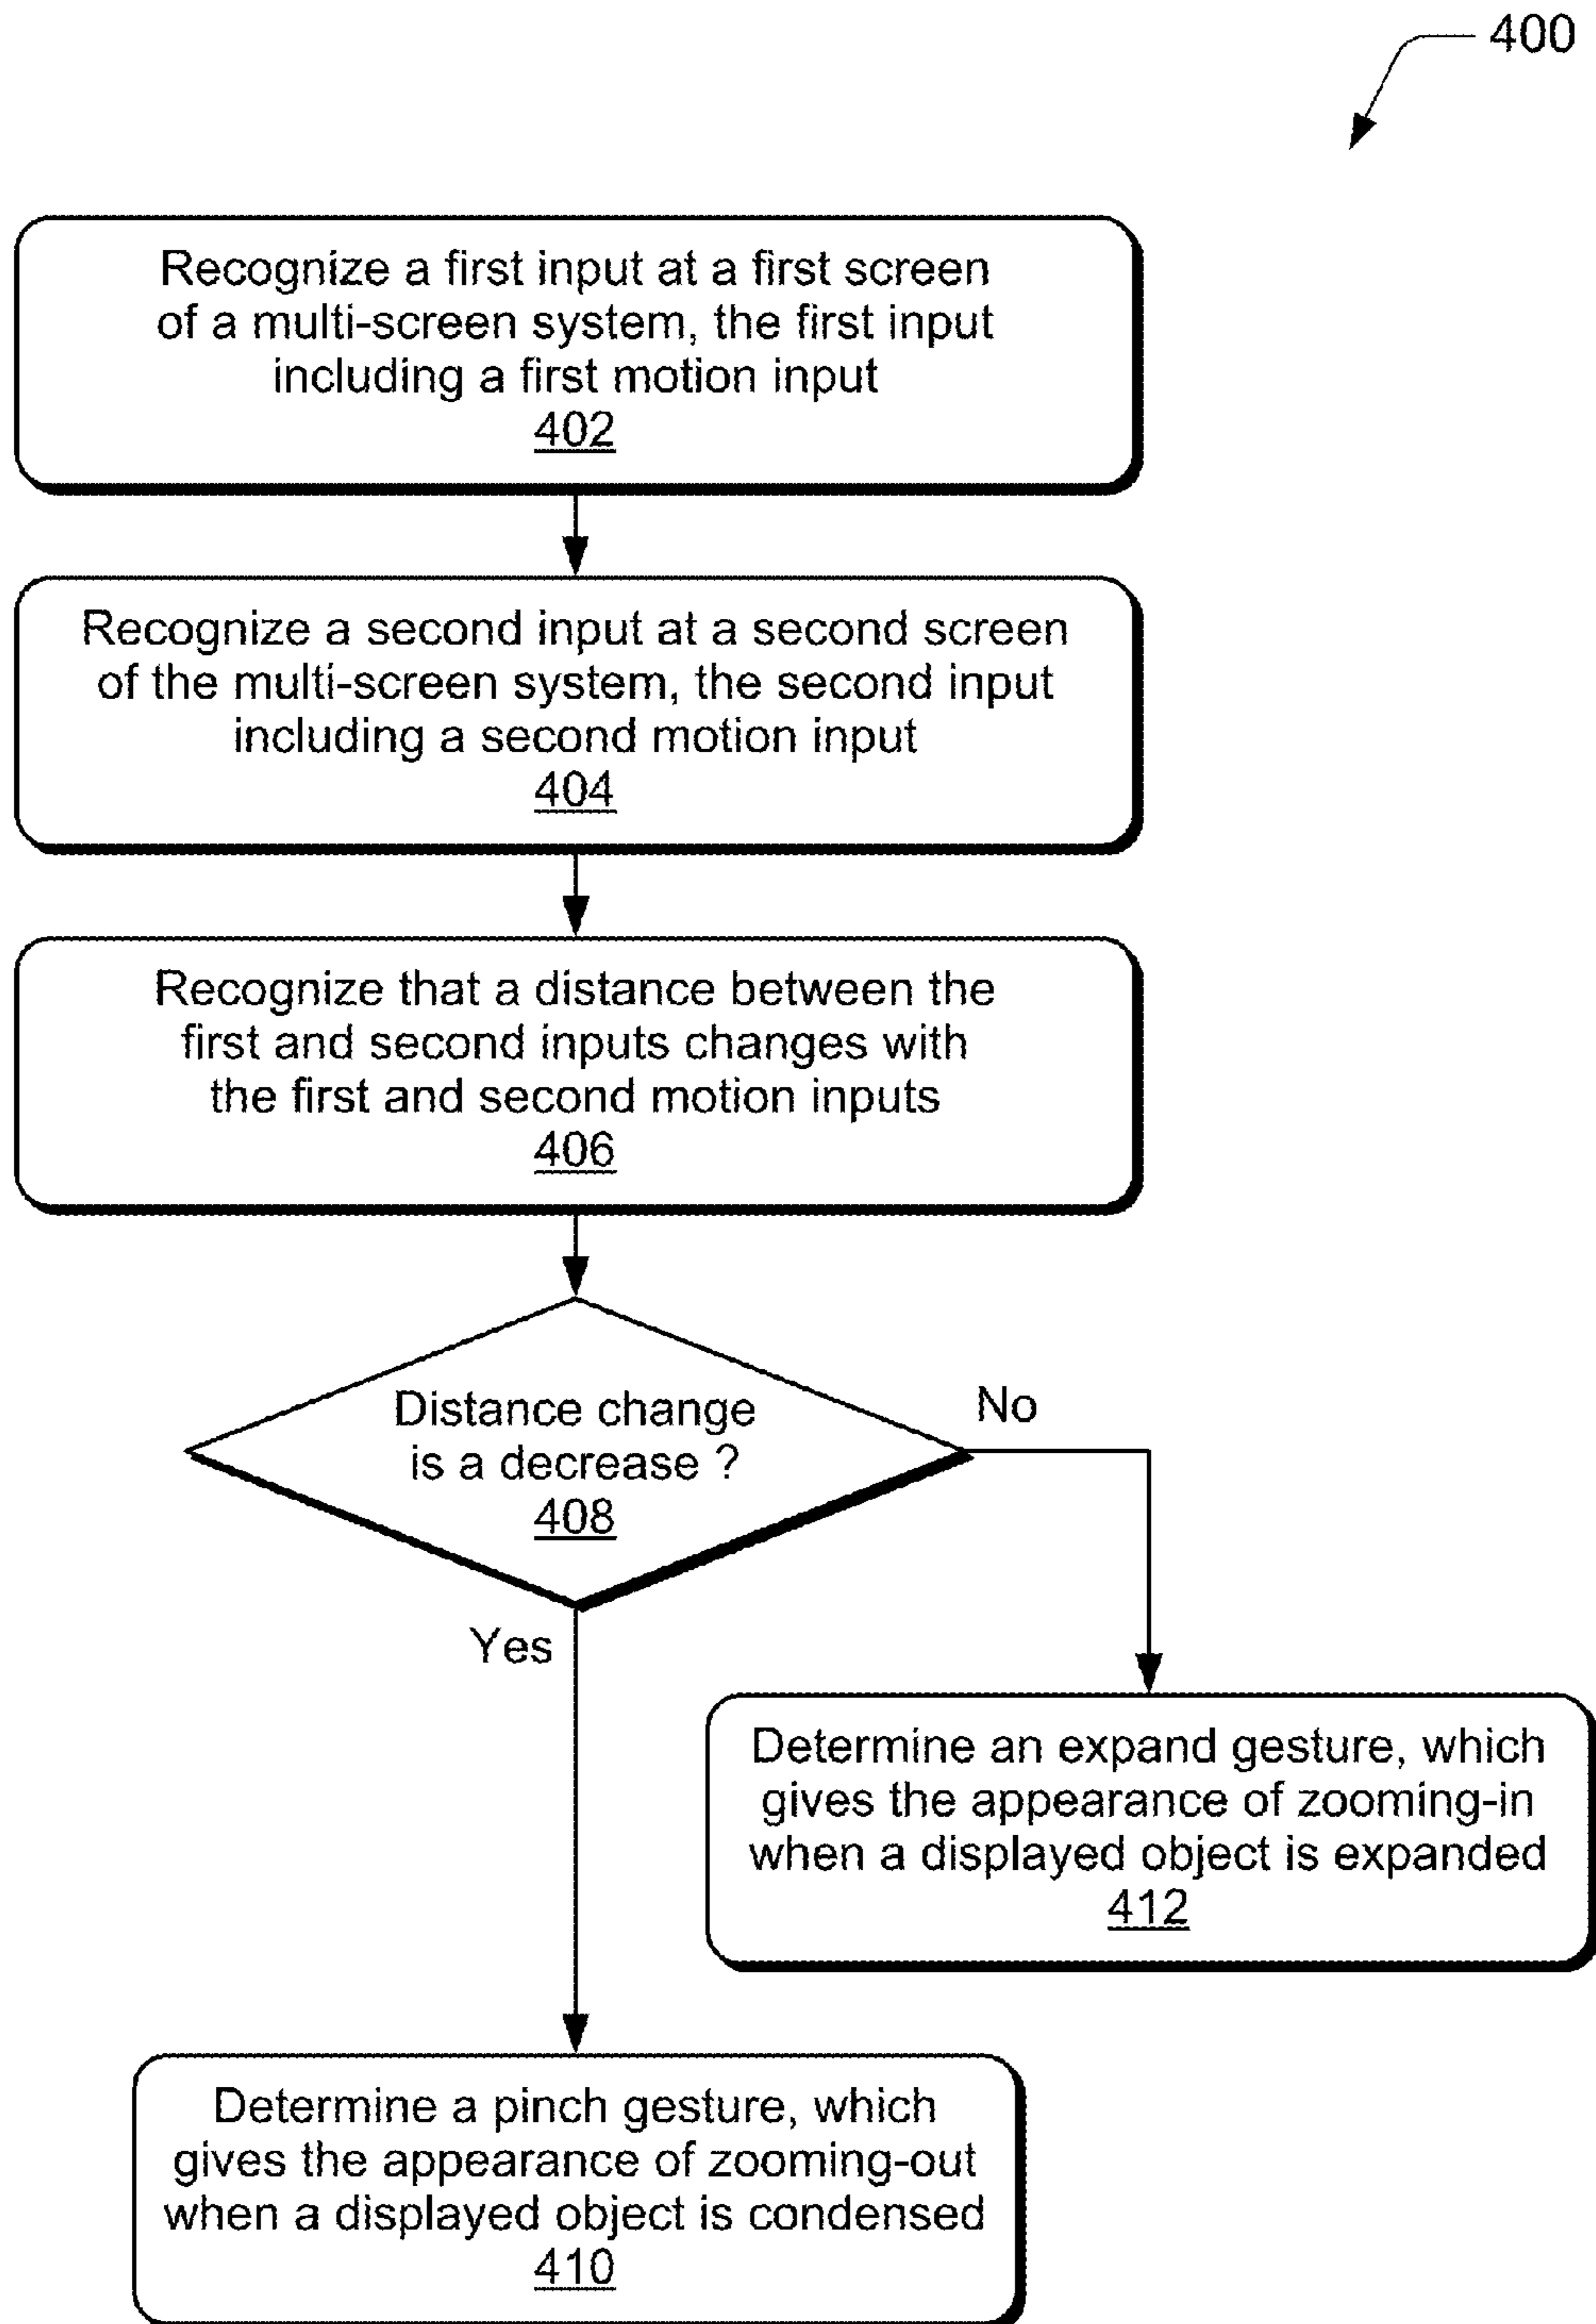 400
Recognize a first input at a first screen
of a multi-screen system, the first input
including a first motion input
402
Recognize a second input at a second screen
of the multi-screen system, the second input
including a second motion input
404
Recognize that a distance between the
first and second inputs changes with
the first and second motion inputs
406
Distance change
is a decrease ?
408
No
Yes
Determine an expand gesture, which
gives the appearance of zooming-in
when a displayed object is expanded
412
Determine a pinch gesture, which
gives the appearance of zooming-out
when a displayed object is condensed
410